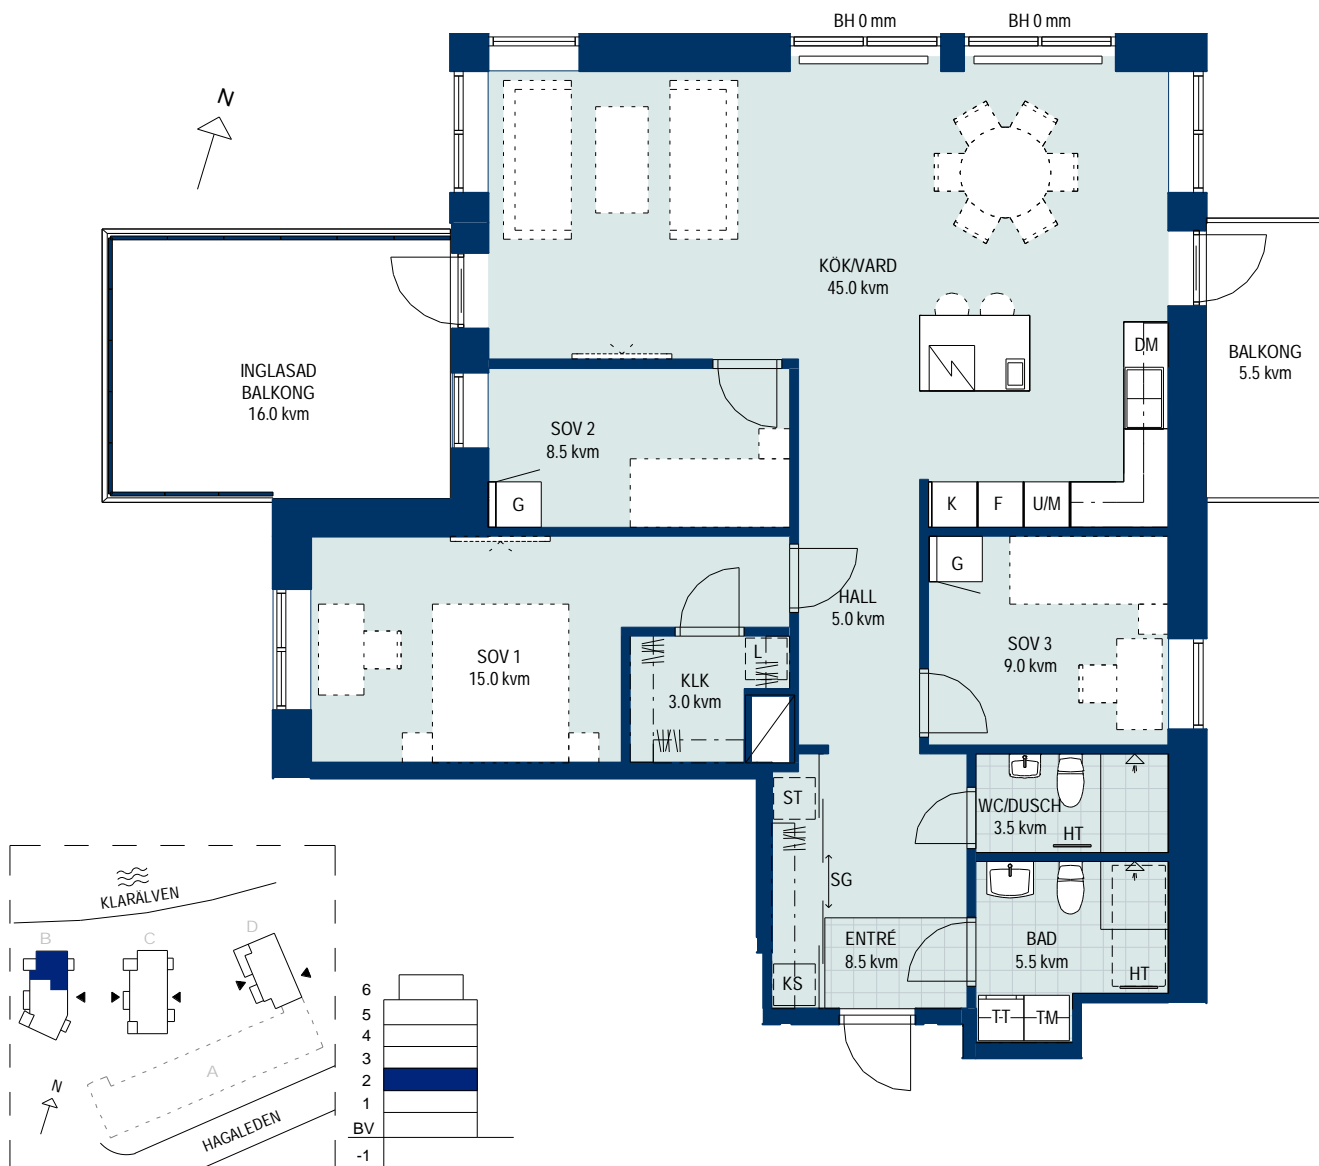 BH 0 mm
BH 0 mm
N
KÖK/VARD
45.0 kvm
INGLASAD
BALKONG
16.0 kvm
DM
BALKONG
5.5 kvm
SOV 2
8.5 kvm
G
K
F
U/M
G
HALL
5.0 kvm
SOV 3
9.0 kvm
SOV 1
15.0 kvm
L
KLK
3.0 kvm
ST
WC/DUSCH
3.5 kvm
HT
SG
ENTRÉ
8.5 kvm
BAD
5.5 kvm
HT
KS
TT
TM
KLARÄLVEN
B
C
D
A
N
HAGALEDEN
6
5
4
3
2
1
BV
-1